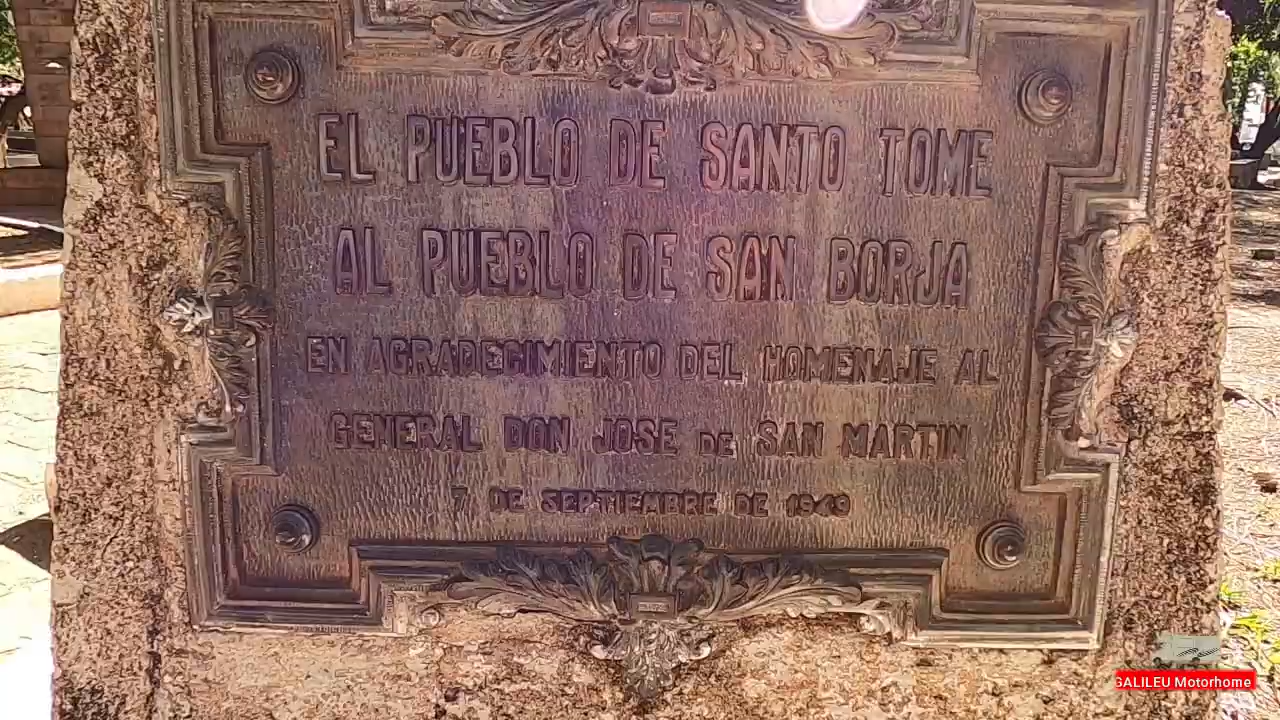 EL PUEBLO DE SANTO TOME
AL PUEBLO DE SAN BORJA
EN AGRADECIMIENTO DEL HOMENAJE AL
GENERAL DON JOSE DE SAN MARTIN
7 DE SEPTIEMBRE DE 1949
GALILEU Motorhome